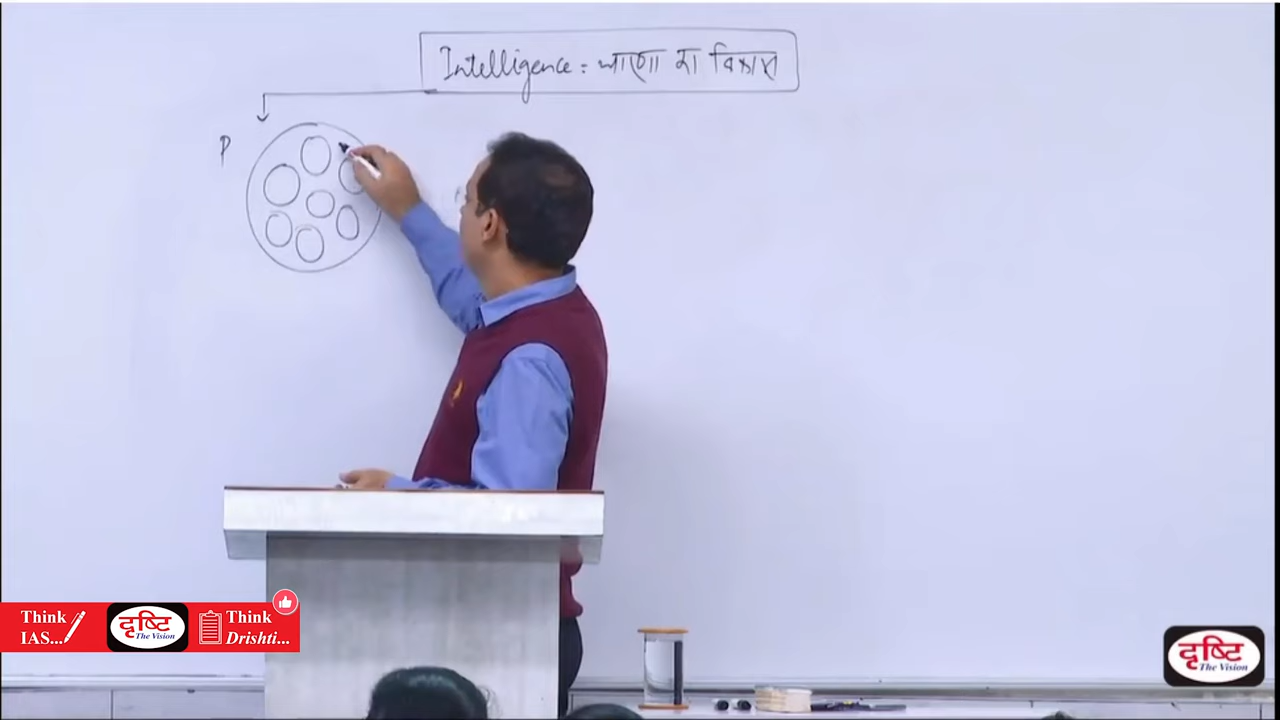 Intelligence : भाषा का विकास
P
Think
IAS...
दृष्टि
The Vision
Think
Drishti...
दृष्टि
The Vision